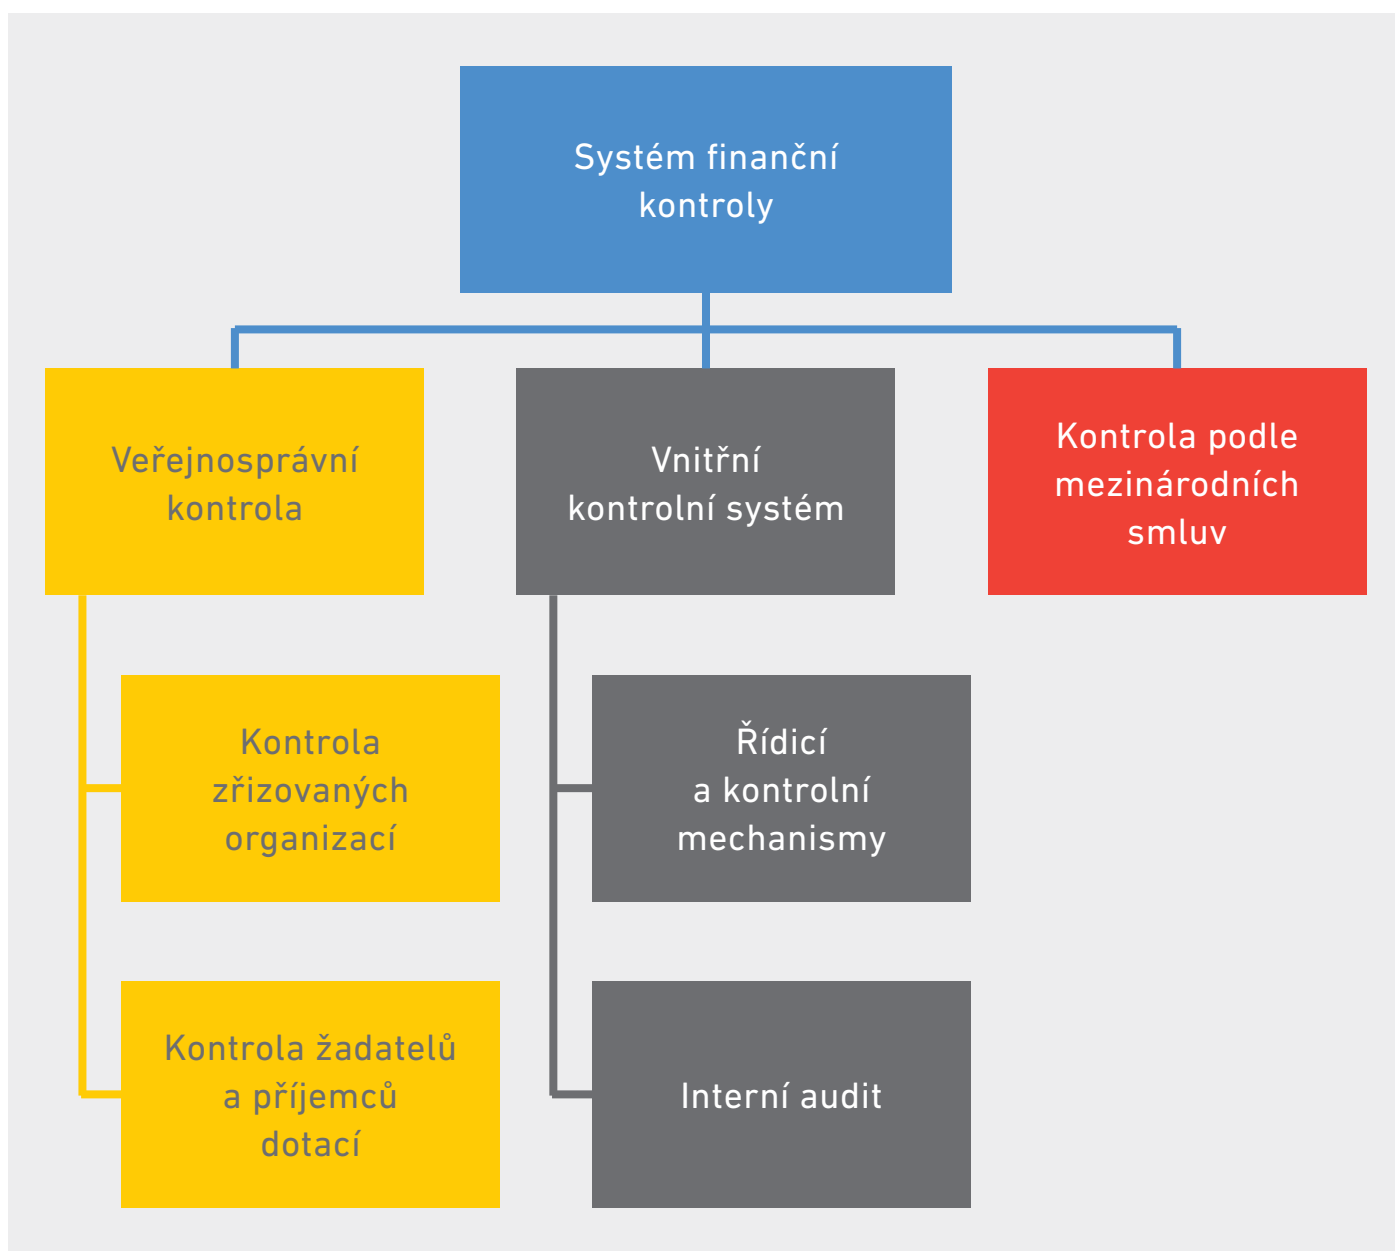 Systém finanční
kontroly
Veřejnosprávní
kontrola
Vnitřní
kontrolní systém
Kontrola podle
mezinárodních
smluv
Kontrola
zřizovaných
organizací
Řídicí
a kontrolní
mechanismy
Kontrola žadatelů
a příjemců
dotací
Interní audit